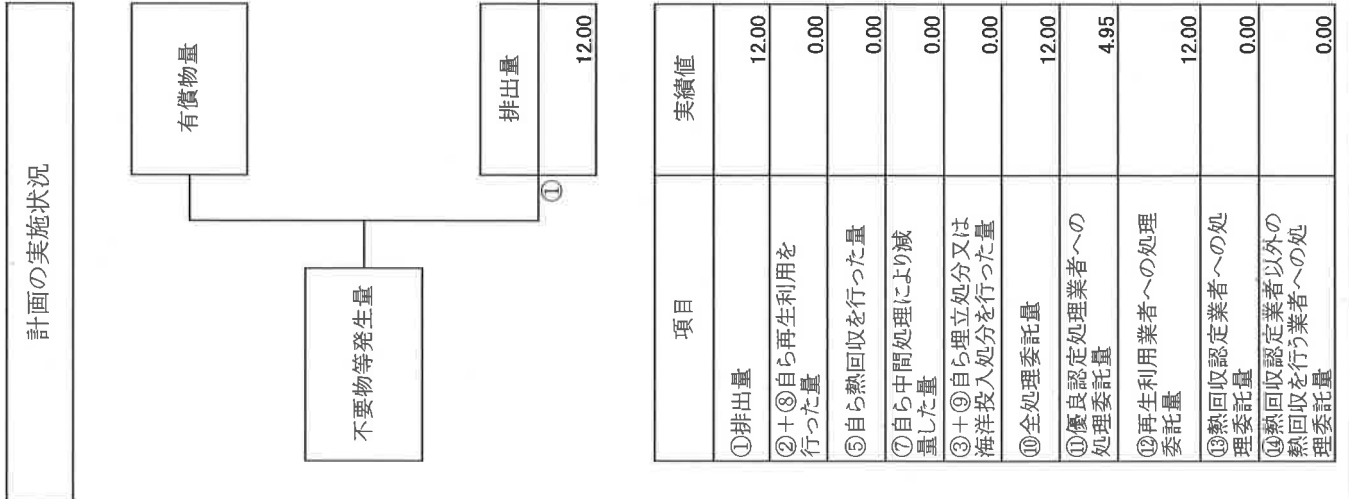 計画の実施状況
有償物量
不要物等発生量
排出量
①
12.00
項目
実績値
①排出量
12.00
②+⑧自ら再生利用を
行った量
0.00
⑤自ら熱回収を行った量
0.00
⑦自ら中間処理により減
量した量
0.00
③+⑨自ら埋立処分又は
海洋投入処分を行った量
0.00
⑩全処理委託量
12.00
⑪優良認定処理業者への
処理委託量
4.95
⑫再生利用業者への処理
委託量
12.00
⑬熱回収認定業者への処
理委託量
0.00
⑭熱回収認定業者以外の
熱回収を行う業者への処
理委託量
0.00